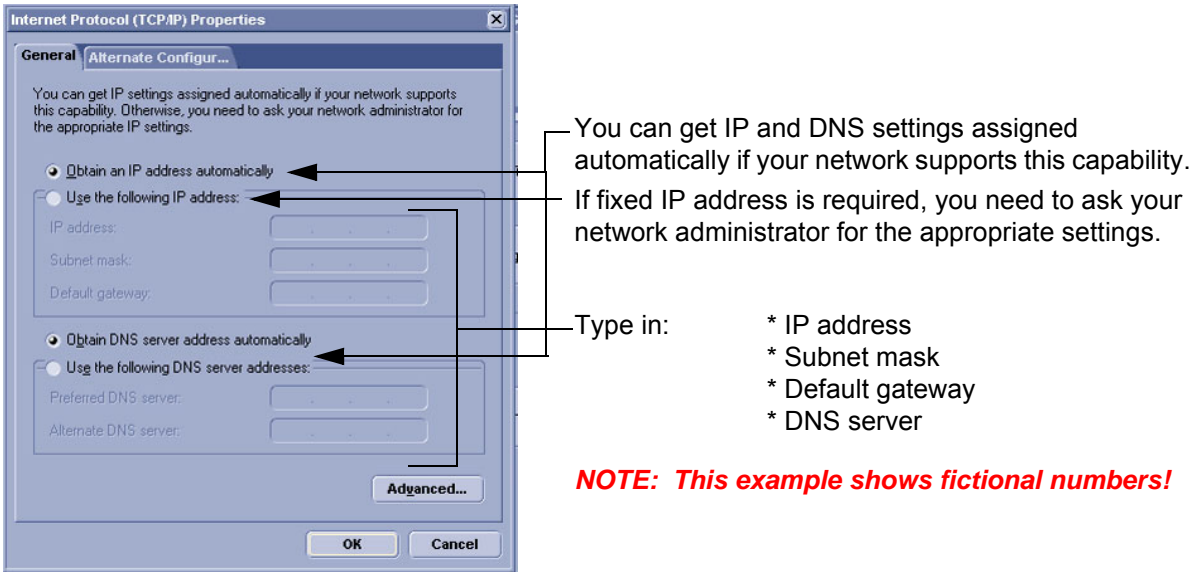 Internet Protocol (TCP/IP) Properties
General
Alternate Configur...
You can get IP settings assigned automatically if your network supports
this capability. Otherwise, you need to ask your network administrator for
the appropriate IP settings.
Obtain an IP address automatically
Use the following IP address:
IP address:
Subnet mask:
Default gateway:
Obtain DNS server address automatically
Use the following DNS server addresses:
Preferred DNS server:
Alternate DNS server:
Advanced...
OK
Cancel
You can get IP and DNS settings assigned
automatically if your network supports this capability.
If fixed IP address is required, you need to ask your
network administrator for the appropriate settings.
Type in: * IP address
* Subnet mask
* Default gateway
* DNS server
NOTE: This example shows fictional numbers!